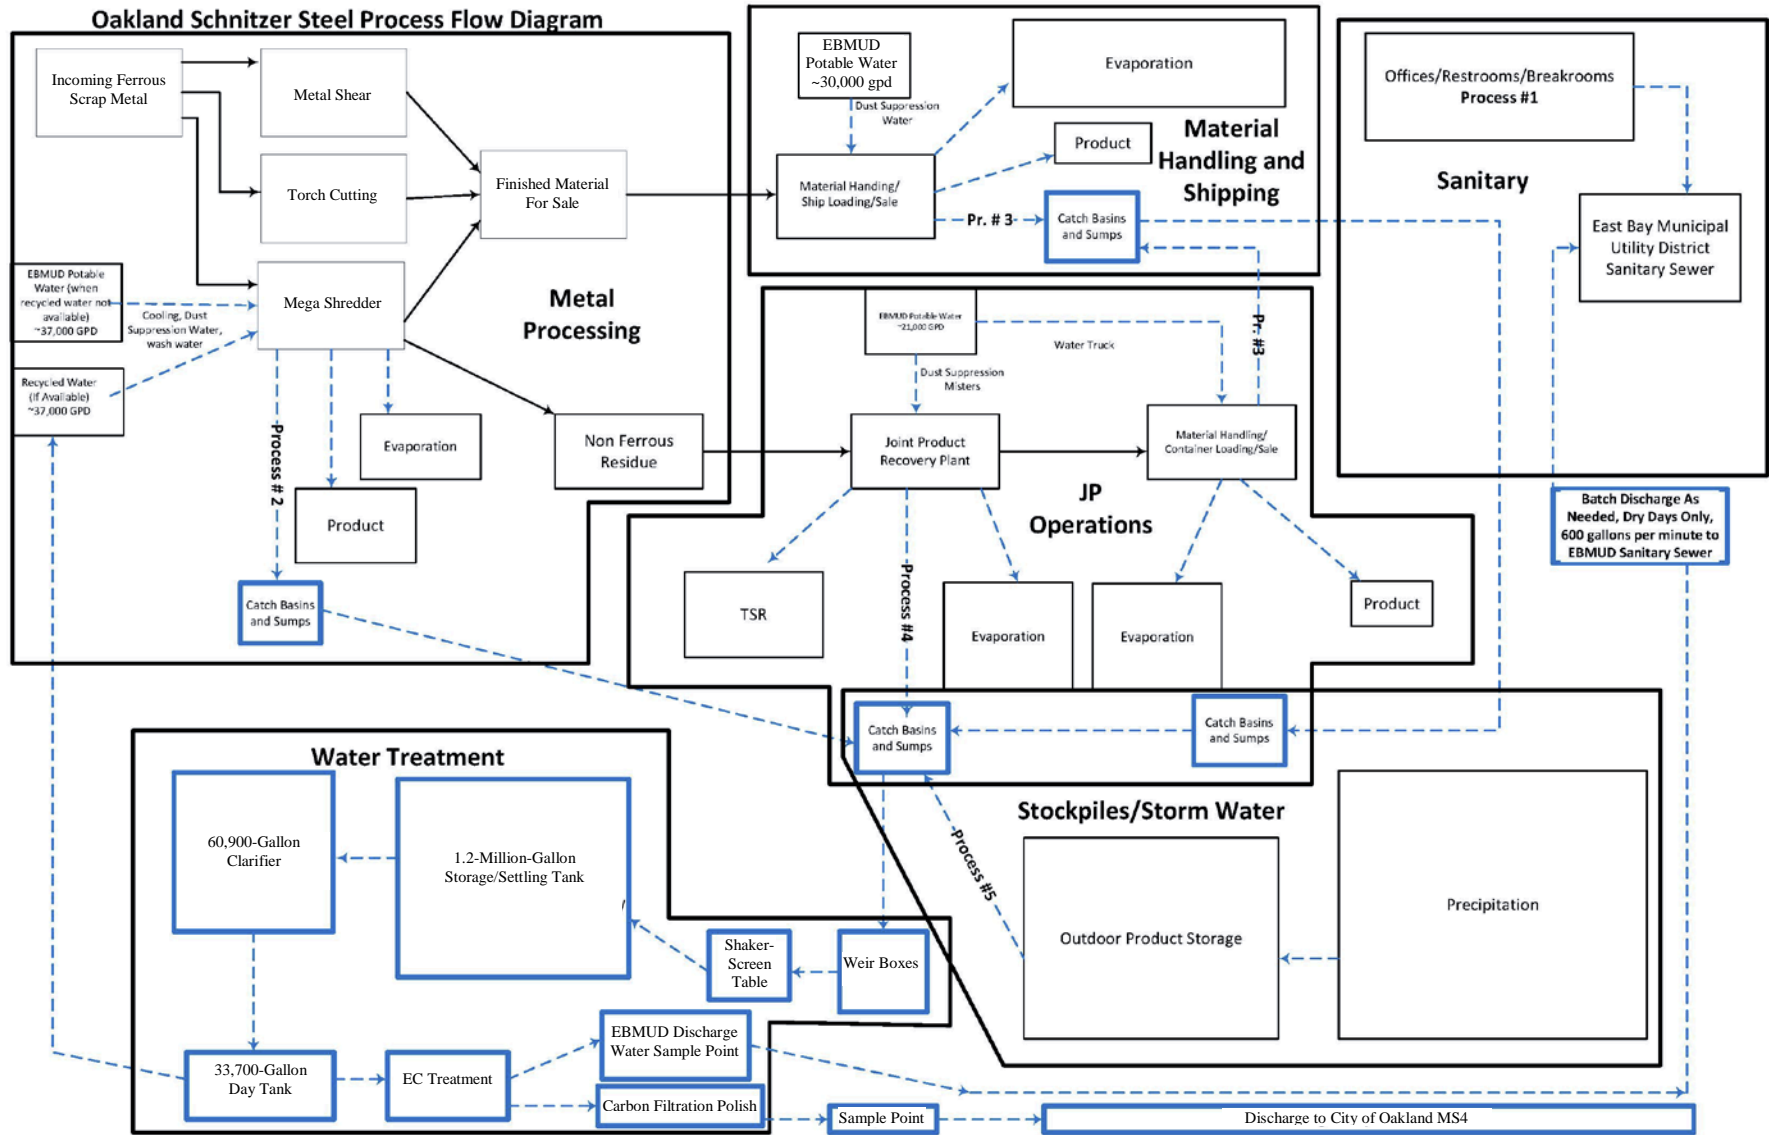 Oakland Schnitzer Steel Process Flow Diagram
Incoming Ferrous
Scrap Metal
Metal Shear
Torch Cutting
Finished Material
For Sale
EBMUD Potable
Water (when
recycled water not
available)
~37,000 GPD
Cooling, Dust
Suppression Water,
wash water
Mega Shredder
Metal
Processing
Recycled Water
(If Available)
~37,000 GPD
Process # 2
Evaporation
Product
Non Ferrous
Residue
Catch Basins
and Sumps
EBMUD
Potable Water
~30,000 gpd
Dust Suppression
Water
Evaporation
Product
Material
Handling and
Shipping
Material Handing/
Ship Loading/Sale
Pr. # 3
Catch Basins
and Sumps
Offices/Restrooms/Breakrooms
Process #1
Sanitary
East Bay Municipal
Utility District
Sanitary Sewer
Batch Discharge As
Needed, Dry Days Only,
600 gallons per minute to
EBMUD Sanitary Sewer
EBMUD Potable Water
~21,000 GPD
Water Truck
Pr. #3
Dust Suppression
Misters
Joint Product
Recovery Plant
Material Handling/
Container Loading/Sale
JP
Operations
TSR
Process #4
Evaporation
Evaporation
Product
Catch Basins
and Sumps
Catch Basins
and Sumps
Stockpiles/Storm Water
Process #5
Outdoor Product Storage
Precipitation
Water Treatment
60,900-Gallon
Clarifier
1.2-Million-Gallon
Storage/Settling Tank
Shaker-
Screen
Table
Weir Boxes
33,700-Gallon
Day Tank
EC Treatment
EBMUD Discharge
Water Sample Point
Carbon Filtration Polish
Sample Point
Discharge to City of Oakland MS4